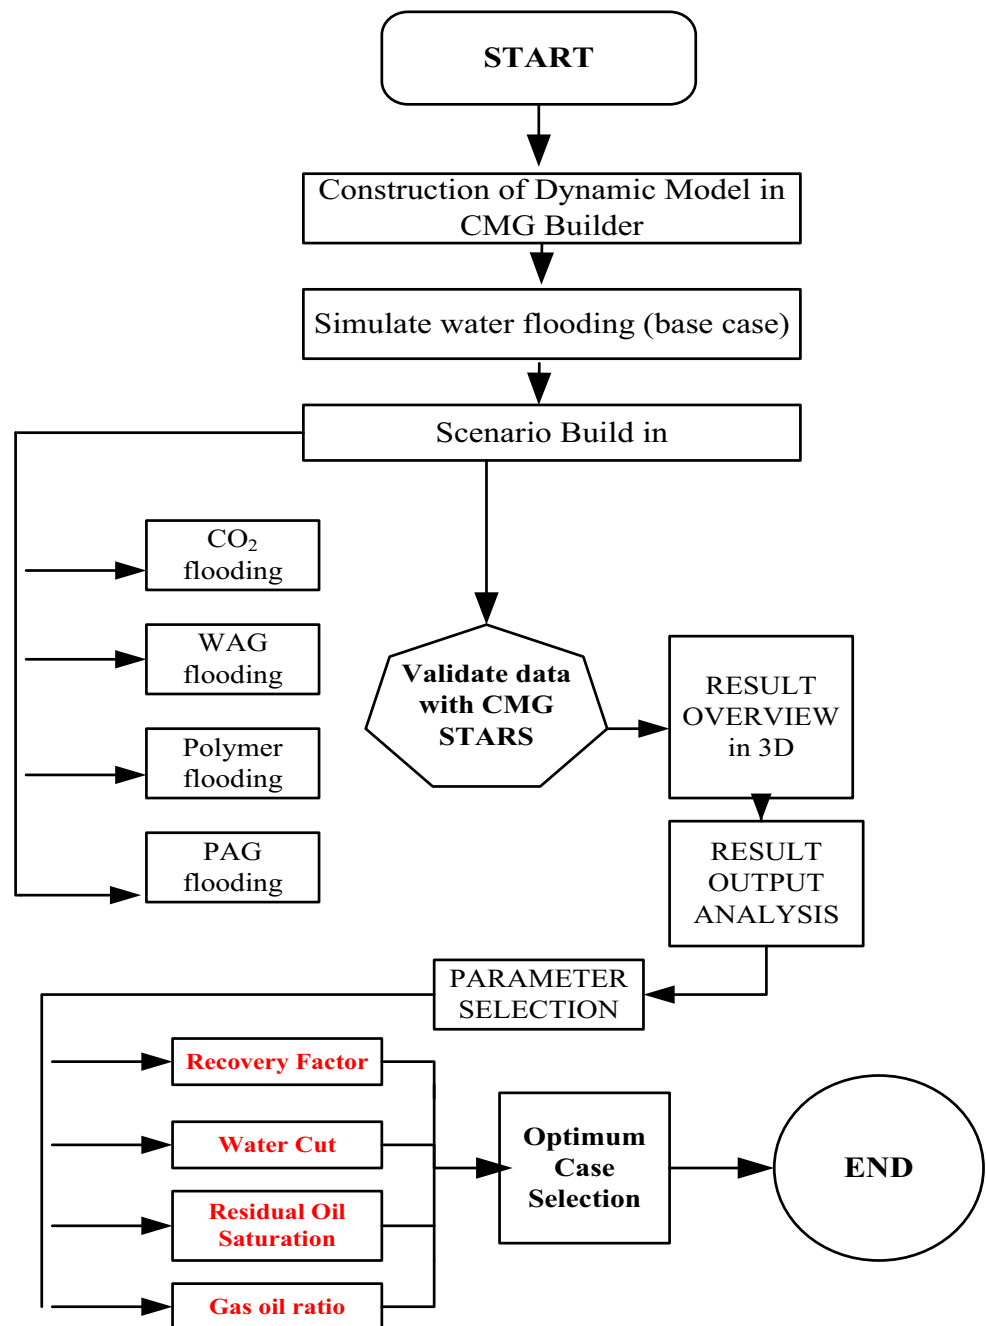 START
Construction of Dynamic Model in
CMG Builder
Simulate water flooding (base case)
Scenario Build in
CO₂
flooding
WAG
flooding
Polymer
flooding
PAG
flooding
Validate data
with CMG
STARS
RESULT
OVERVIEW
in 3D
RESULT
OUTPUT
ANALYSIS
PARAMETER
SELECTION
Recovery Factor
Water Cut
Residual Oil
Saturation
Gas oil ratio
Optimum
Case
Selection
END